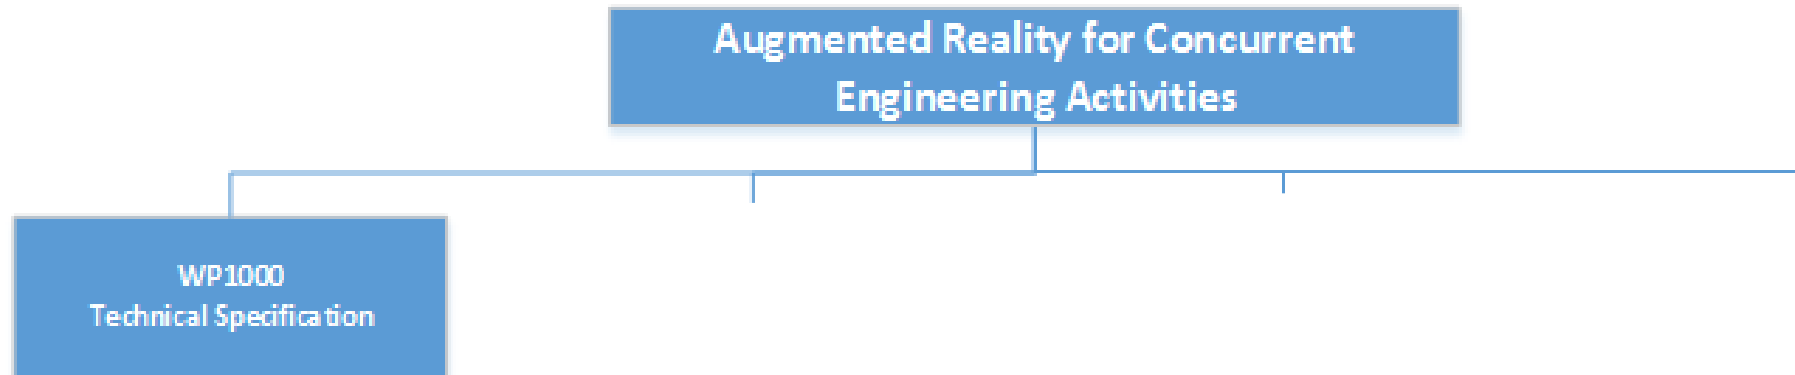 Augmented Reality for Concurrent
Engineering Activities
WP1000
Technical Specification